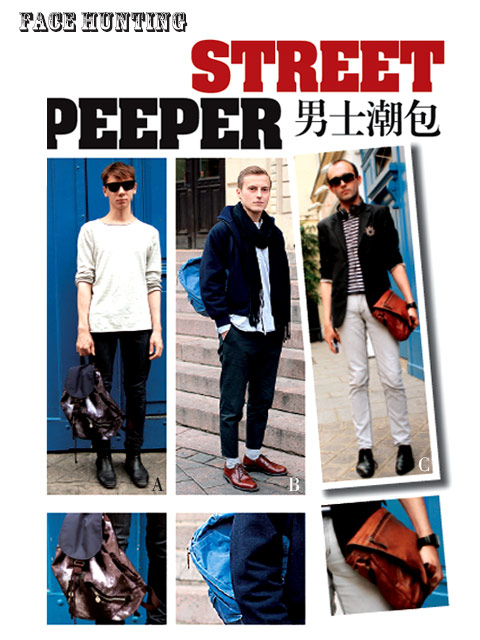 FACE HUNTING
STREET
PEEPER 男士潮包
A
B
C